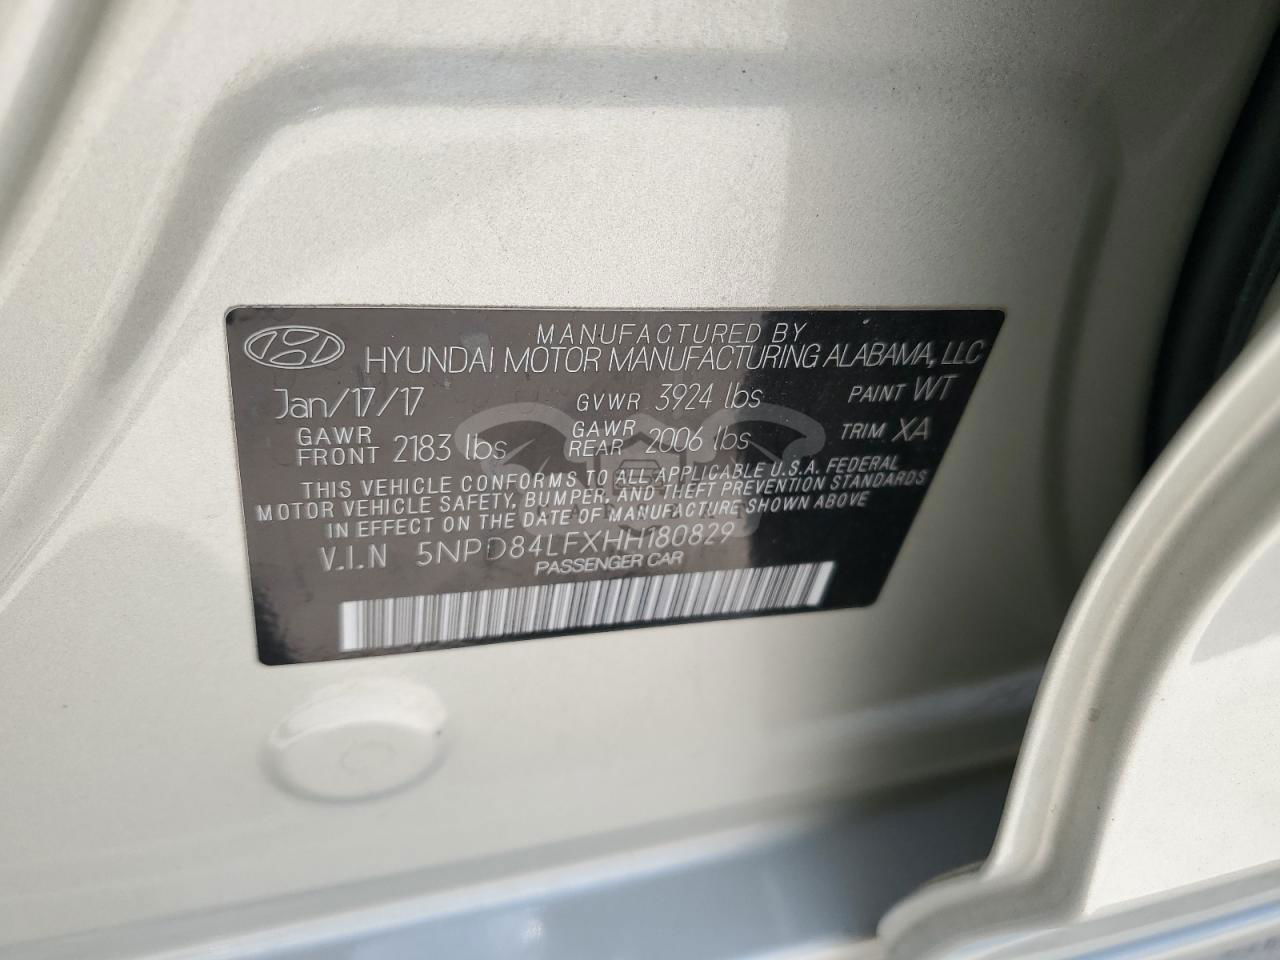 MANUFACTURED BY
HYUNDAI MOTOR MANUFACTURING ALABAMA, LLC
Jan/17/17 GVWR 3924 lbs PAINT WT
GAWR FRONT 2183 lbs GAWR REAR 2006 lbs TRIM XA
THIS VEHICLE CONFORMS TO ALL APPLICABLE U.S.A. FEDERAL
MOTOR VEHICLE SAFETY, BUMPER, AND THEFT PREVENTION STANDARDS
IN EFFECT ON THE DATE OF MANUFACTURE SHOWN ABOVE
V.I.N 5NPD84LFXHH180829
PASSENGER CAR